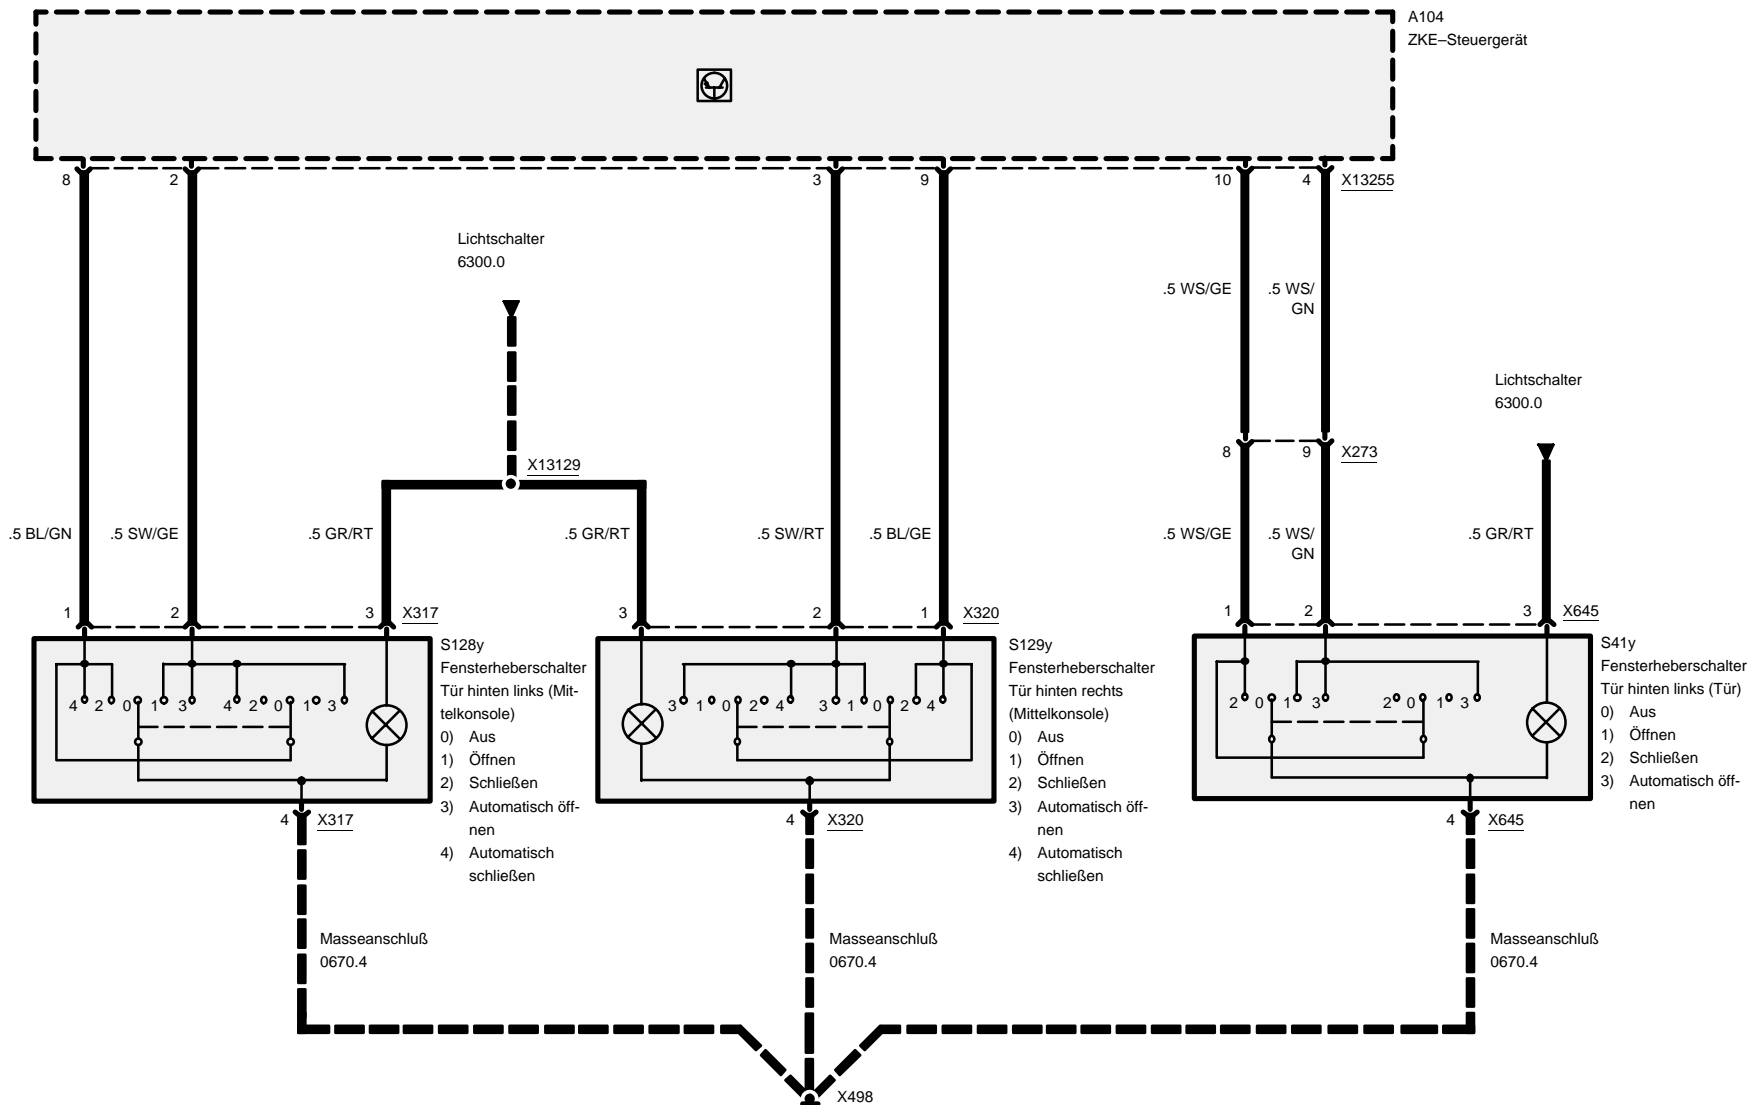 A104
ZKE–Steuergerät
8
2
3
9
10
4
X13255
Lichtschalter
6300.0
.5 WS/GE
.5 WS/
GN
Lichtschalter
6300.0
8
9
X273
X13129
.5 BL/GN
.5 SW/GE
.5 GR/RT
.5 GR/RT
.5 SW/RT
.5 BL/GE
.5 WS/GE
.5 WS/
GN
.5 GR/RT
1
2
3
X317
3
2
1
X320
1
2
3
X645
4 2 0 1 3 4 2 0 1 3
S128y
Fensterheberschalter
Tür hinten links (Mit-
telkonsole)
0) Aus
1) Öffnen
2) Schließen
3) Automatisch öff-
nen
4) Automatisch
schließen
3 1 0 2 4 3 1 0 2 4
S129y
Fensterheberschalter
Tür hinten rechts
(Mittelkonsole)
0) Aus
1) Öffnen
2) Schließen
3) Automatisch öff-
nen
4) Automatisch
schließen
2 0 1 3 2 0 1 3
S41y
Fensterheberschalter
Tür hinten links (Tür)
0) Aus
1) Öffnen
2) Schließen
3) Automatisch öff-
nen
4
X317
4
X320
4
X645
Masseanschluß
0670.4
Masseanschluß
0670.4
Masseanschluß
0670.4
X498